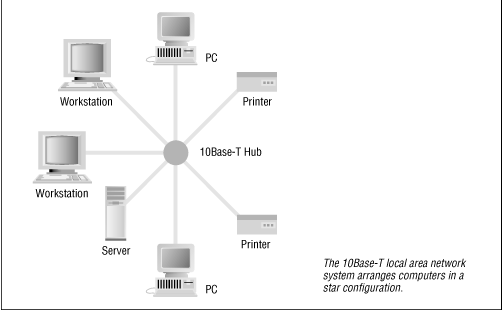 PC
Workstation
Printer
10Base-T Hub
Workstation
Server
Printer
PC
The 10Base-T local area network
system arranges computers in a
star configuration.